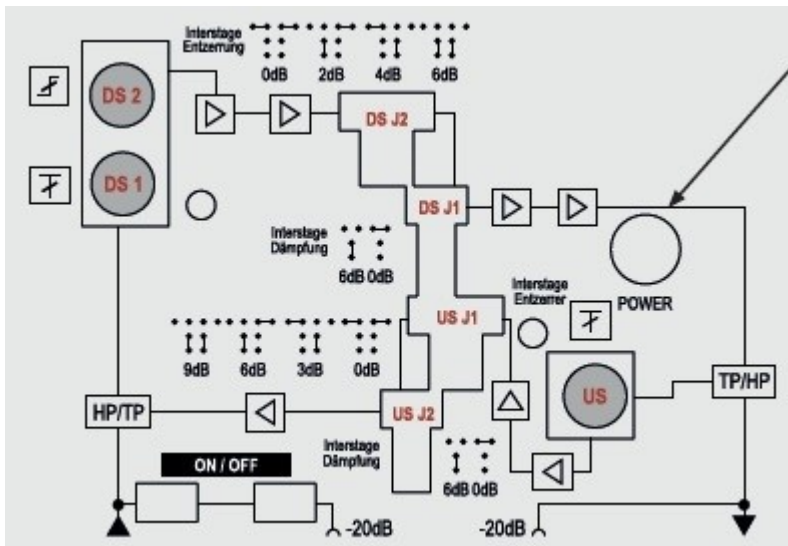 Interstage
Entzerrung
0dB 2dB 4dB 6dB
DS 2
DS J2
DS 1
DS J1
Interstage
Dämpfung
6dB 0dB
Interstage
Entzerrer
POWER
US J1
9dB 6dB 3dB 0dB
US
TP/HP
HP/TP
US J2
ON / OFF
Interstage
Dämpfung
6dB 0dB
-20dB -20dB